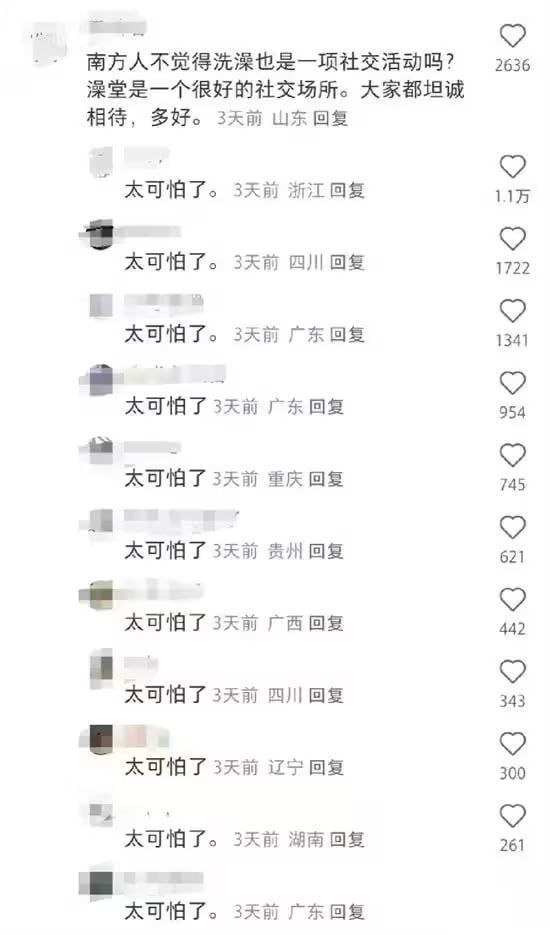 南方人不觉得洗澡也是一项社交活动吗？
澡堂是一个很好的社交场所。大家都坦诚
相待，多好。 3天前 山东 回复
2636
太可怕了。 3天前 浙江 回复
1.1万
太可怕了。 3天前 四川 回复
1722
太可怕了。 3天前 广东 回复
1341
太可怕了 3天前 广东 回复
954
太可怕了 3天前 重庆 回复
745
太可怕了 3天前 贵州 回复
621
太可怕了 3天前 广西 回复
442
太可怕了 3天前 四川 回复
343
太可怕了 3天前 辽宁 回复
300
太可怕了。 3天前 湖南 回复
261
太可怕了。 3天前 广东 回复